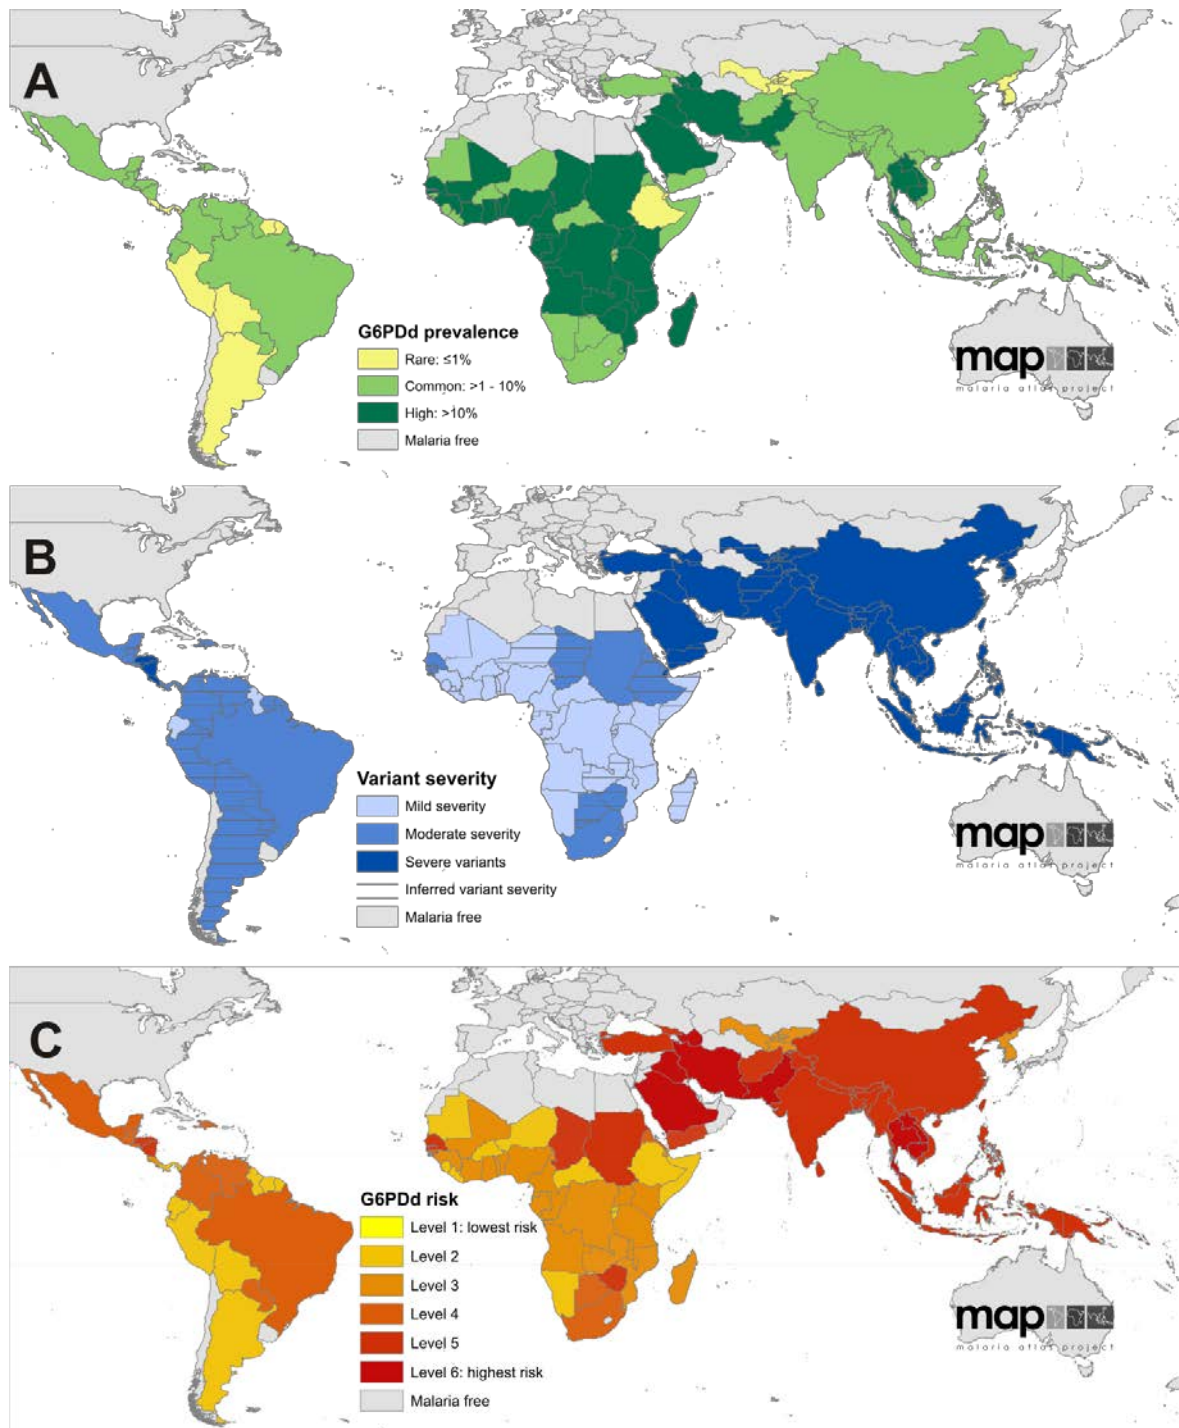 A
G6PDd prevalence
Rare: ≤1%
Common: >1 - 10%
High: >10%
Malaria free
map
malaria atlas project
B
Variant severity
Mild severity
Moderate severity
Severe variants
Inferred variant severity
Malaria free
map
malaria atlas project
C
G6PDd risk
Level 1: lowest risk
Level 2
Level 3
Level 4
Level 5
Level 6: highest risk
Malaria free
map
malaria atlas project